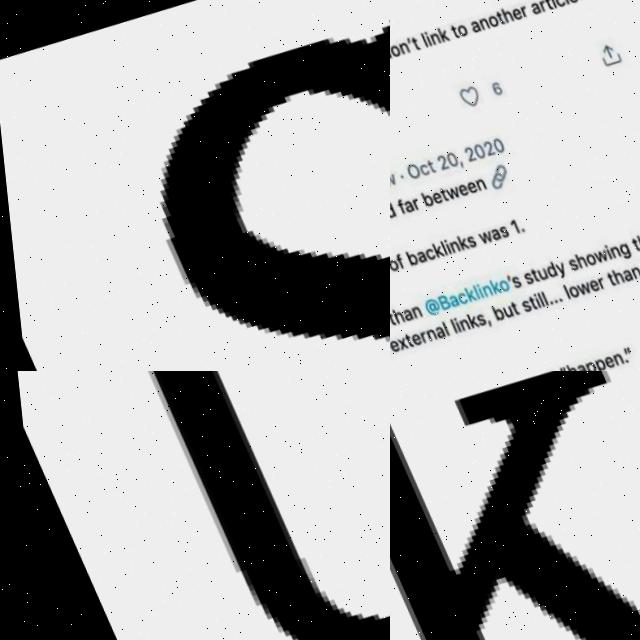 on't link to another article
6
· Oct 20, 2020
far between
of backlinks was 1.
than @Backlinko's study showing
external links, but still... lower than
happen."
k